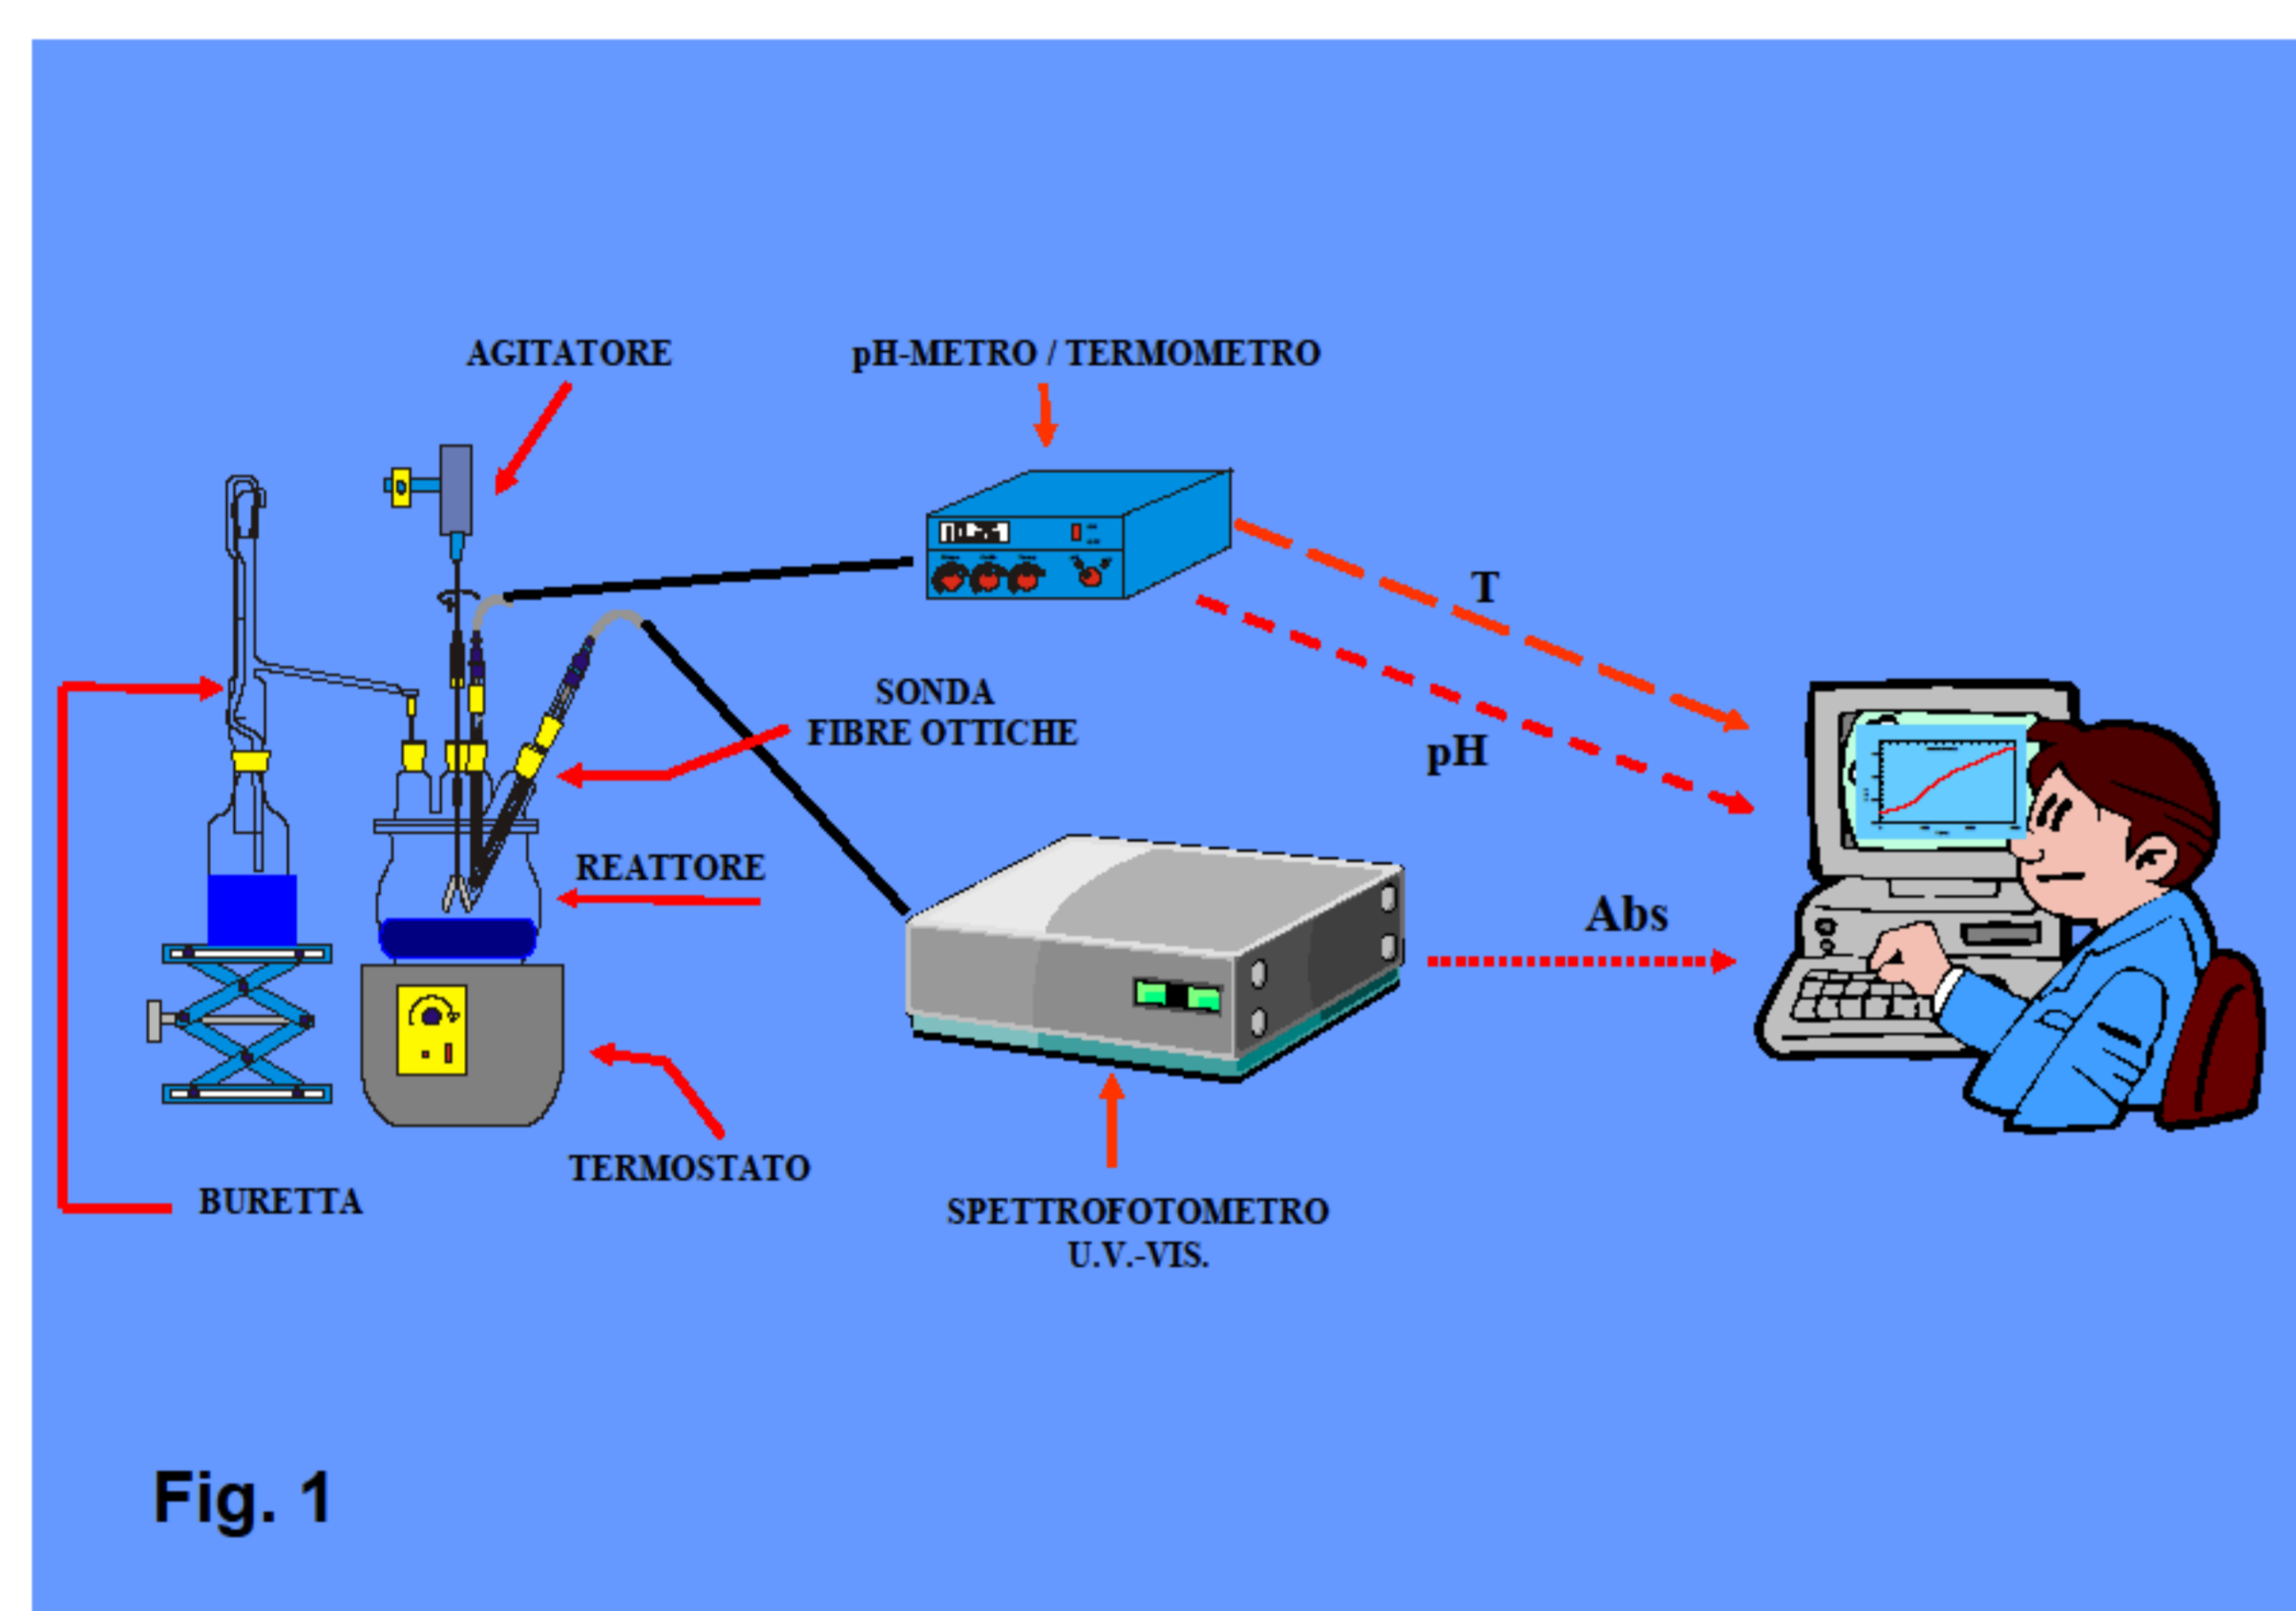 AGITATORE
pH-METRO / TERMOMETRO
T
SONDA
FIBRE OTTICHE
pH
REATTORE
Abs
TERMOSTATO
BURETTA
SPETTROFOTOMETRO
U.V.-VIS.
Fig. 1